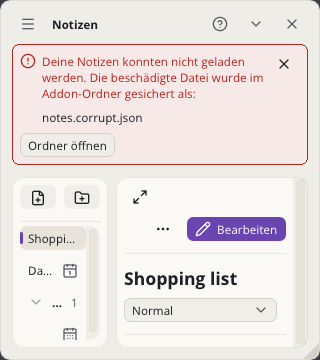 Notizen
Deine Notizen konnten nicht geladen
werden. Die beschädigte Datei wurde im
Addon-Ordner gesichert als:
notes.corrupt.json
Ordner öffnen
Shoppi...
Da...
... 1
... Bearbeiten
Shopping list
Normal